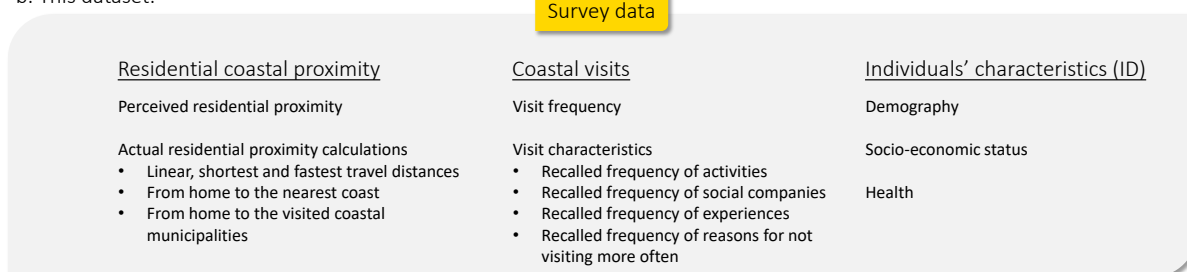 b. This dataset:
Survey data
Residential coastal proximity
Perceived residential proximity
Actual residential proximity calculations
• Linear, shortest and fastest travel distances
• From home to the nearest coast
• From home to the visited coastal
municipalities
Coastal visits
Visit frequency
Visit characteristics
• Recalled frequency of activities
• Recalled frequency of social companies
• Recalled frequency of experiences
• Recalled frequency of reasons for not
visiting more often
Individuals’ characteristics (ID)
Demography
Socio-economic status
Health